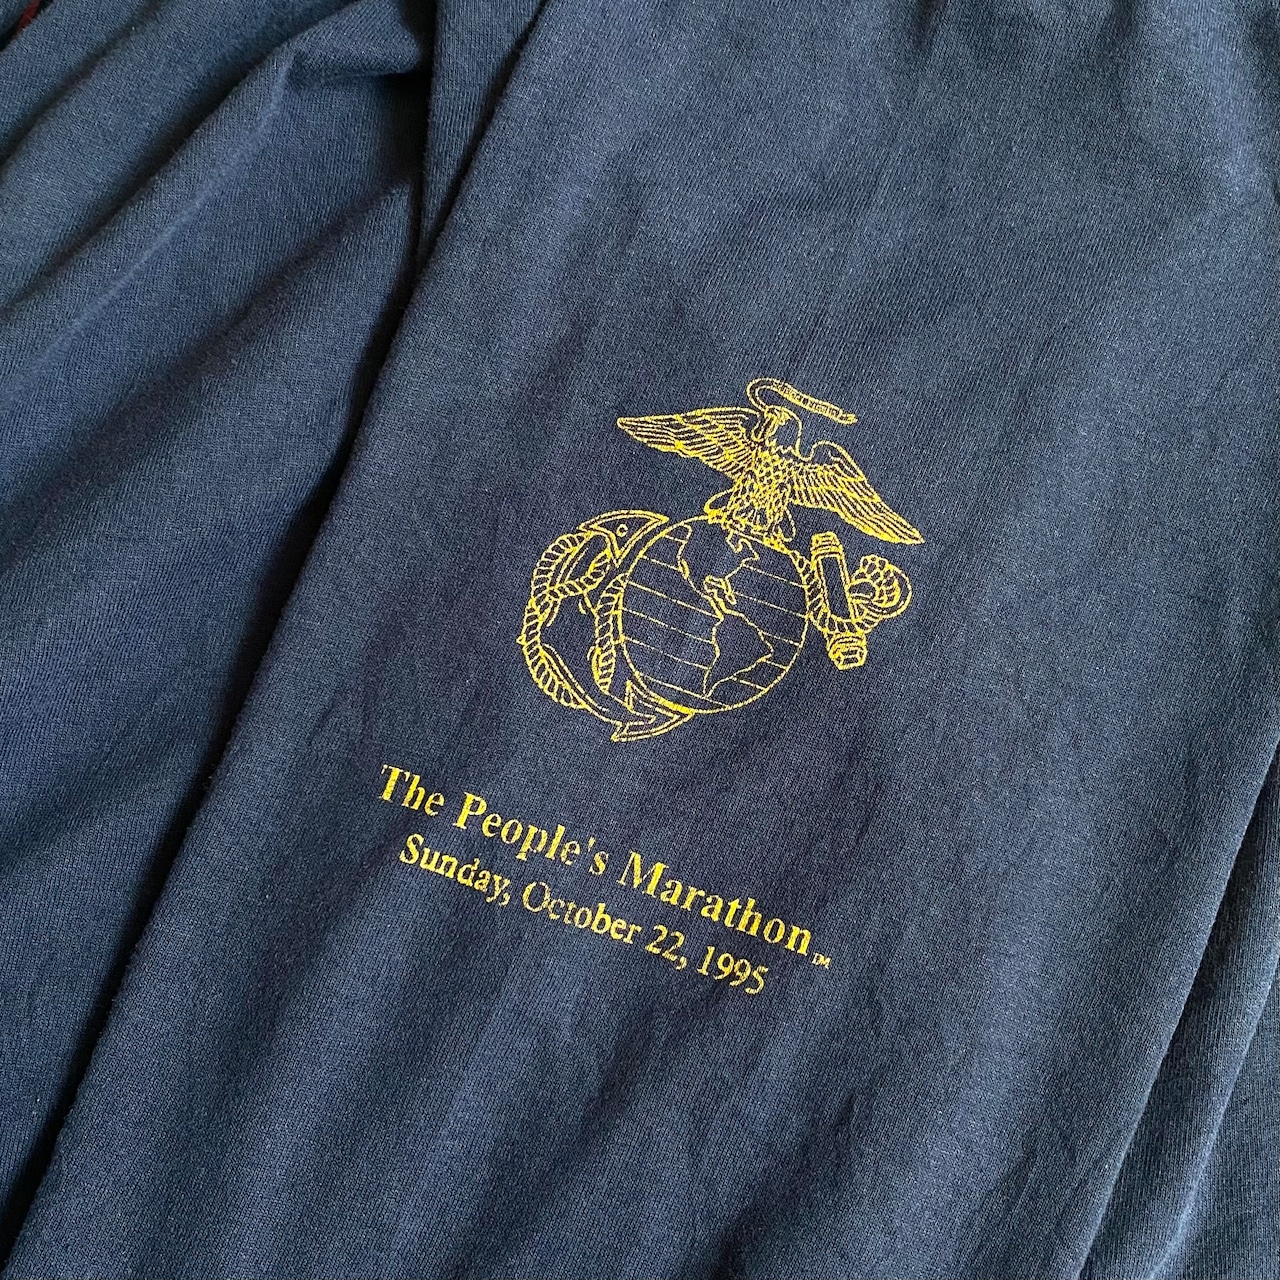 The People's Marathon™
Sunday, October 22, 1995